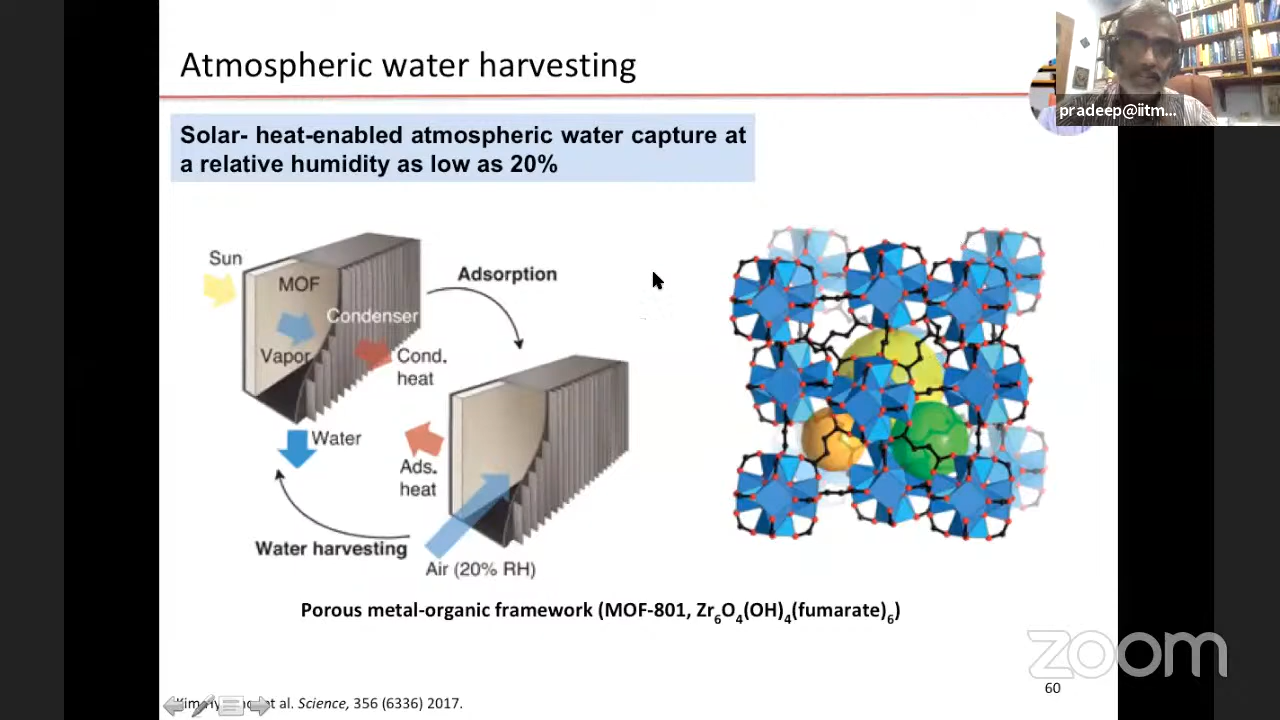 Atmospheric water harvesting
pradeep@iitm...
Solar- heat-enabled atmospheric water capture at
a relative humidity as low as 20%
Sun
MOF
Condenser
Vapor
Cond.
heat
Adsorption
Water
Ads.
heat
Water harvesting
Air (20% RH)
Porous metal-organic framework (MOF-801, Zr6O4(OH)4(fumarate)6)
zoom
60
et al. Science, 356 (6336) 2017.